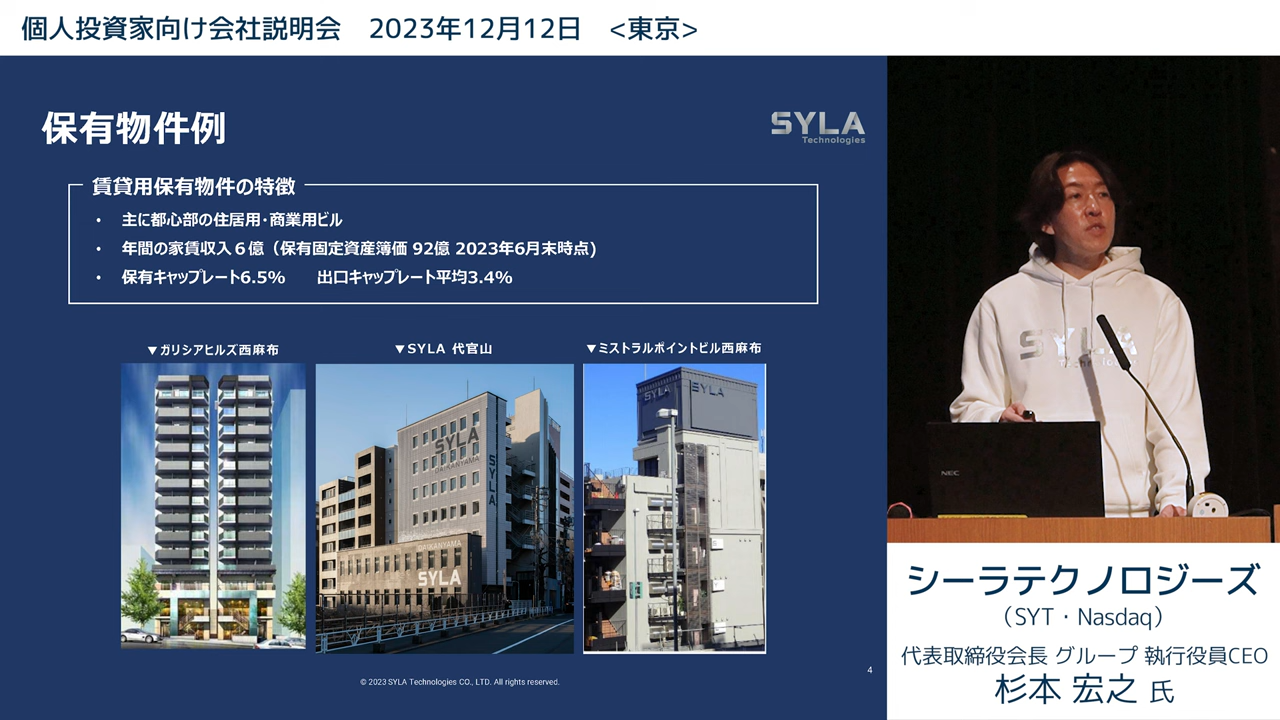 個人投資家向け会社説明会 2023年12月12日 <東京>
保有物件例
SYLA
Technologies
賃貸用保有物件の特徴
• 主に都心部の住居用・商業用ビル
• 年間の家賃収入６億（保有固定資産簿価 92億 2023年6月末時点)
• 保有キャップレート6.5% 出口キャップレート平均3.4%
▼ガリシアヒルズ西麻布
▼SYLA 代官山
▼ミストラルポイントビル西麻布
SYLA
DAIKANYAMA
SYLA
DAIKANYAMA
SYLA
SYLA
SYLA
4
© 2023 SYLA Technologies CO., LTD. All rights reserved.
SYLA
NEC
シーラテクノロジーズ
（SYT・Nasdaq）
代表取締役会長 グループ 執行役員CEO
杉本 宏之 氏